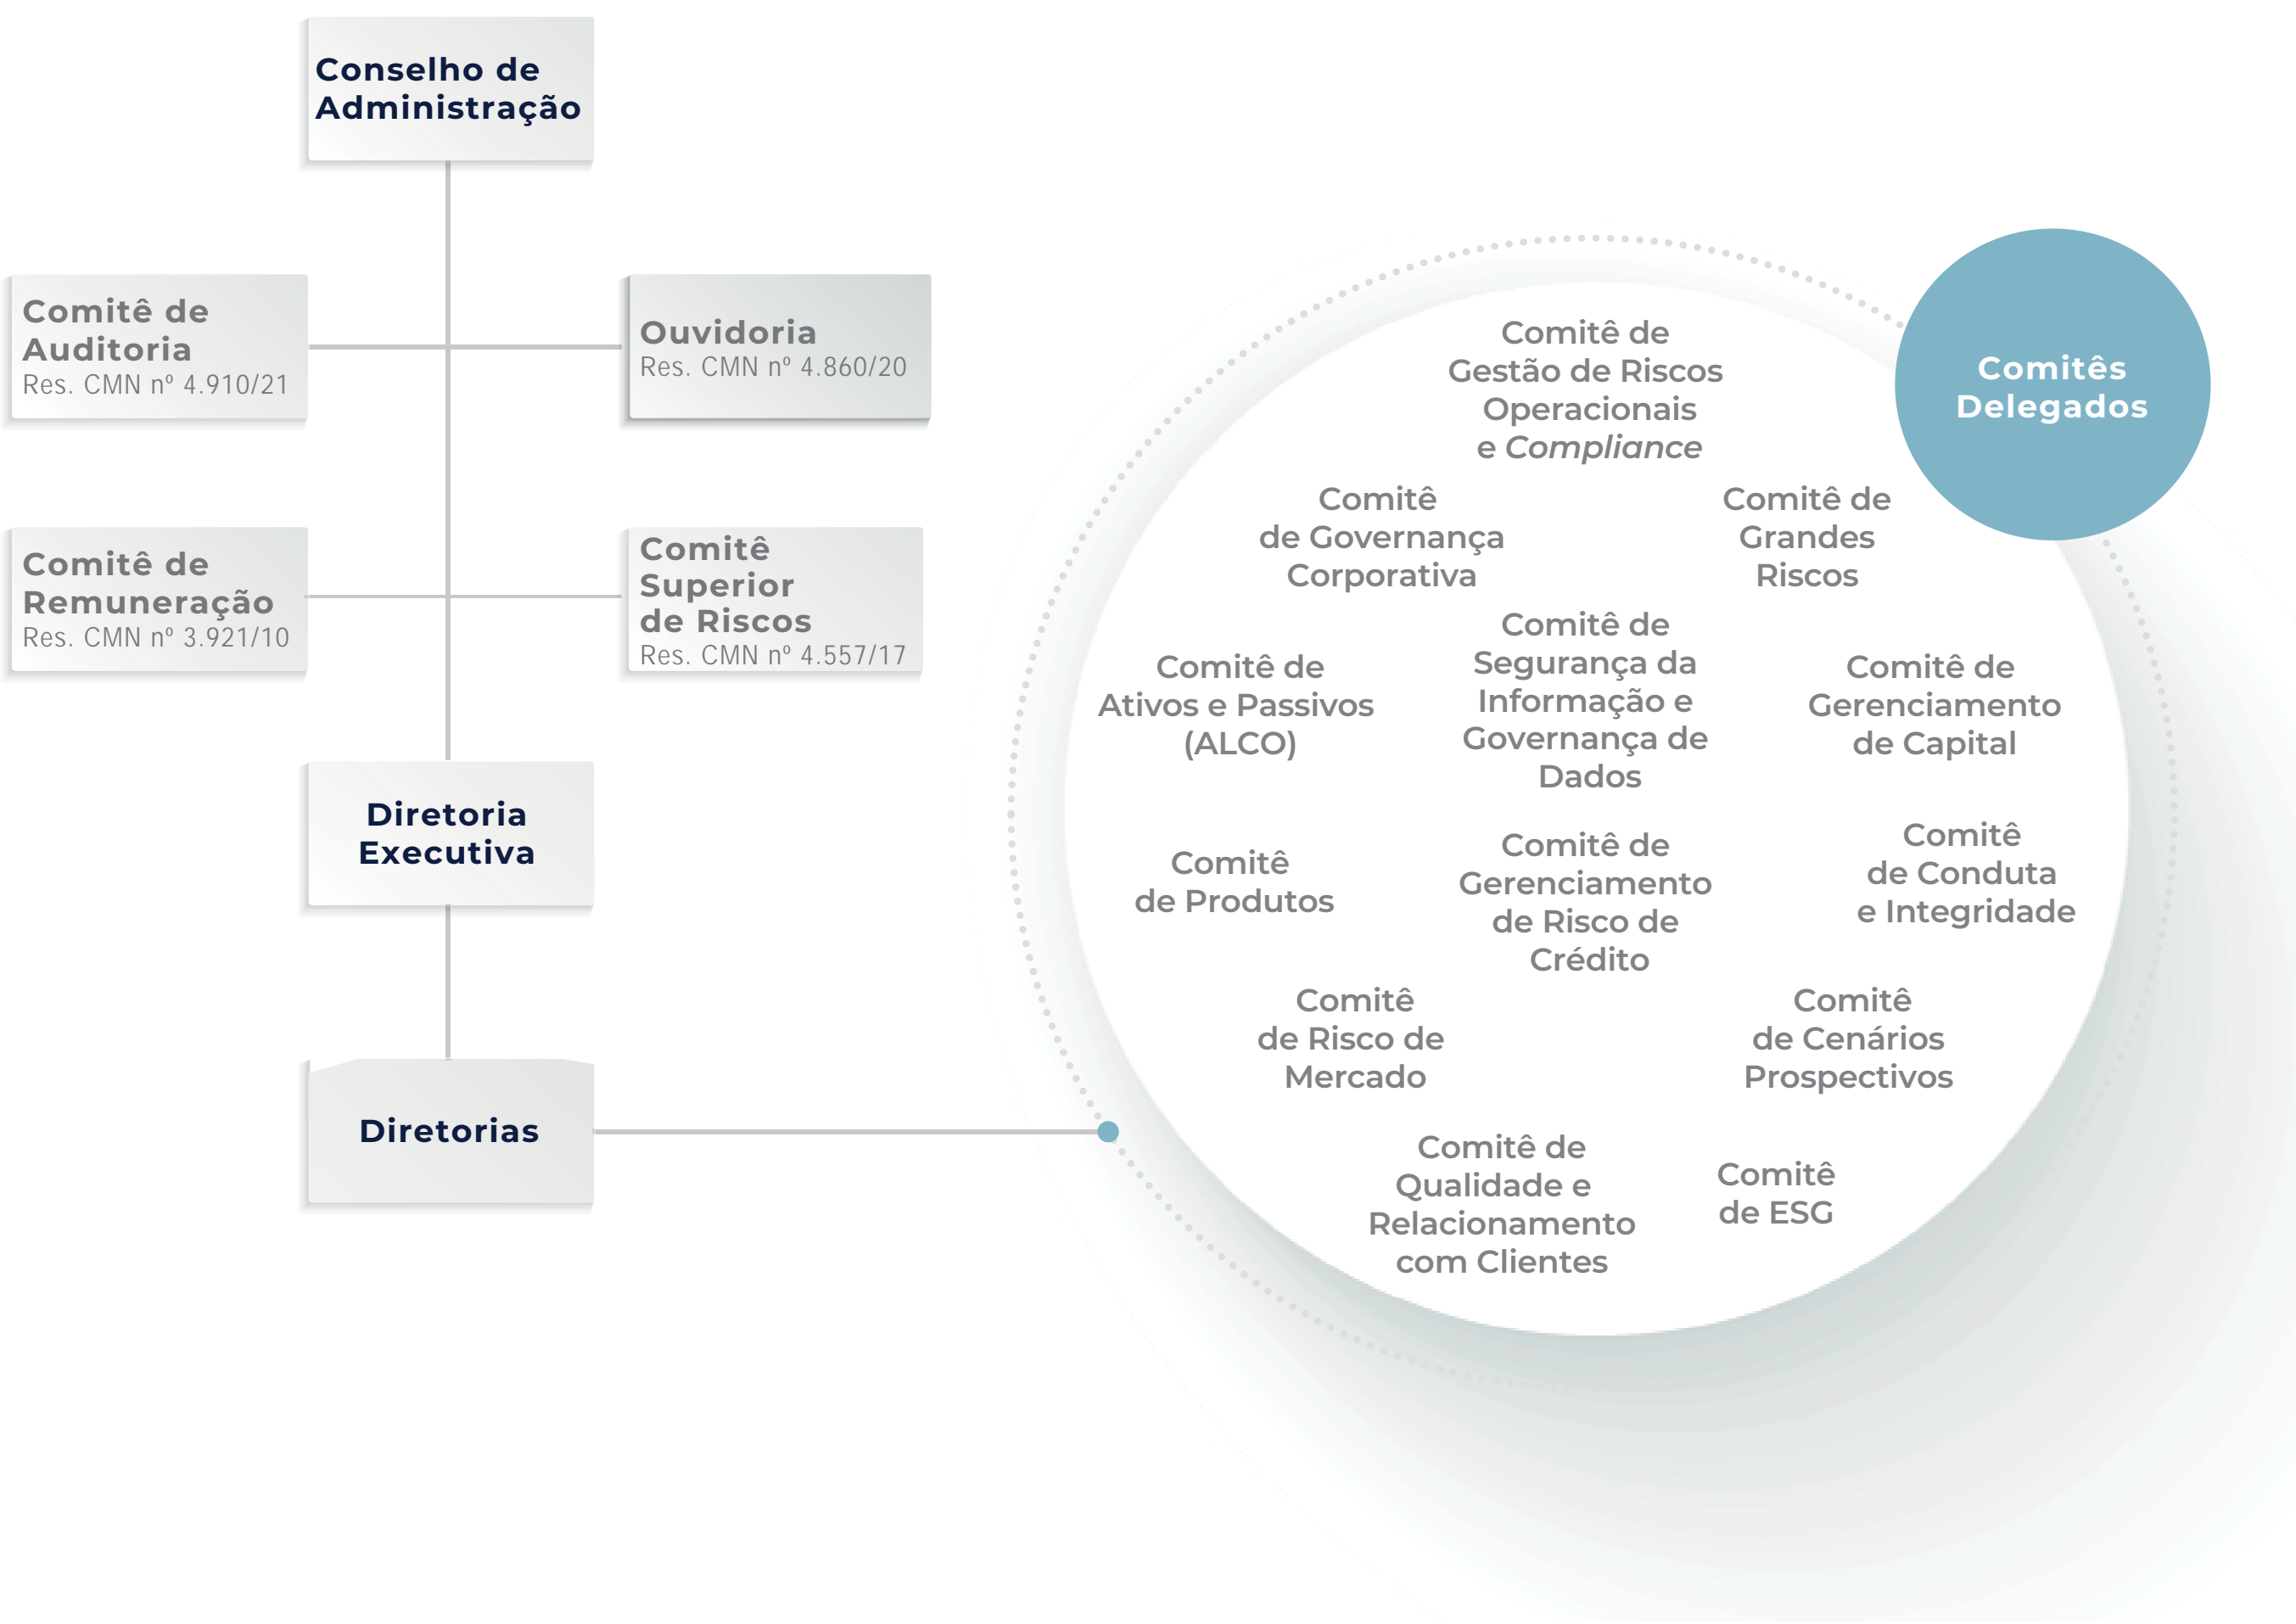 Conselho de
Administração
Comitê de
Auditoria
Res. CMN nº 4.910/21
Ouvidoria
Res. CMN nº 4.860/20
Comitê de
Remuneração
Res. CMN nº 3.921/10
Comitê
Superior
de Riscos
Res. CMN nº 4.557/17
Diretoria
Executiva
Diretorias
Comitês
Delegados
Comitê de
Gestão de Riscos
Operacionais
e Compliance
Comitê
de Governança
Corporativa
Comitê de
Grandes
Riscos
Comitê de
Ativos e Passivos
(ALCO)
Comitê de
Segurança da
Informação e
Governança de
Dados
Comitê de
Gerenciamento
de Capital
Comitê
de Produtos
Comitê de
Gerenciamento
de Risco de
Crédito
Comitê
de Conduta
e Integridade
Comitê
de Risco de
Mercado
Comitê
de Cenários
Prospectivos
Comitê de
Qualidade e
Relacionamento
com Clientes
Comitê
de ESG